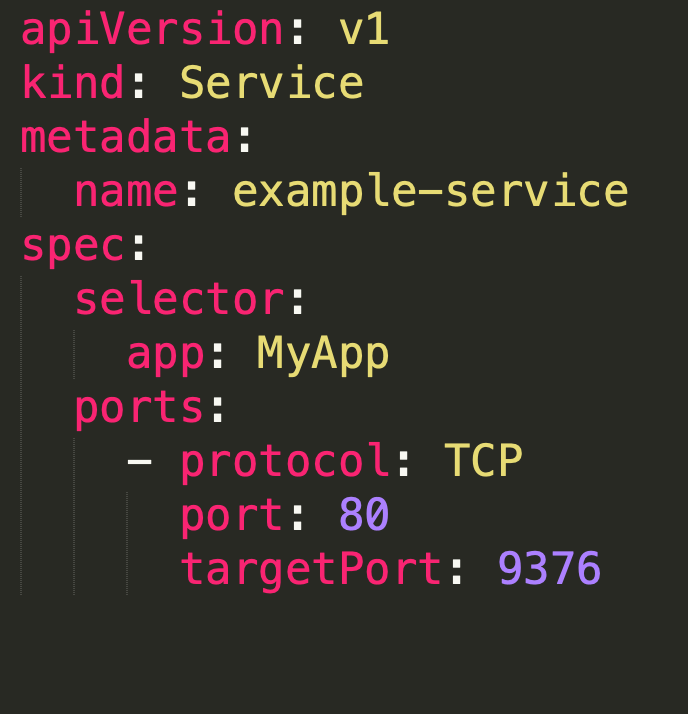 apiVersion: v1
kind: Service
metadata:
  name: example-service
spec:
  selector:
    app: MyApp
  ports:
    - protocol: TCP
      port: 80
      targetPort: 9376